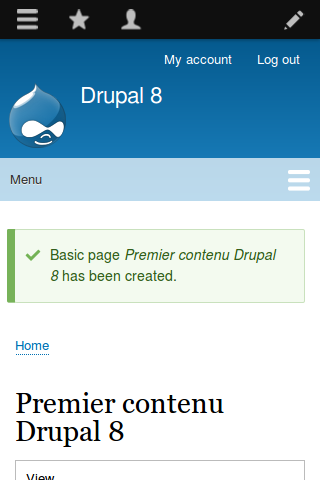 My account Log out
Drupal 8
Menu
Basic page Premier contenu Drupal
8 has been created.
Home
Premier contenu
Drupal 8
View